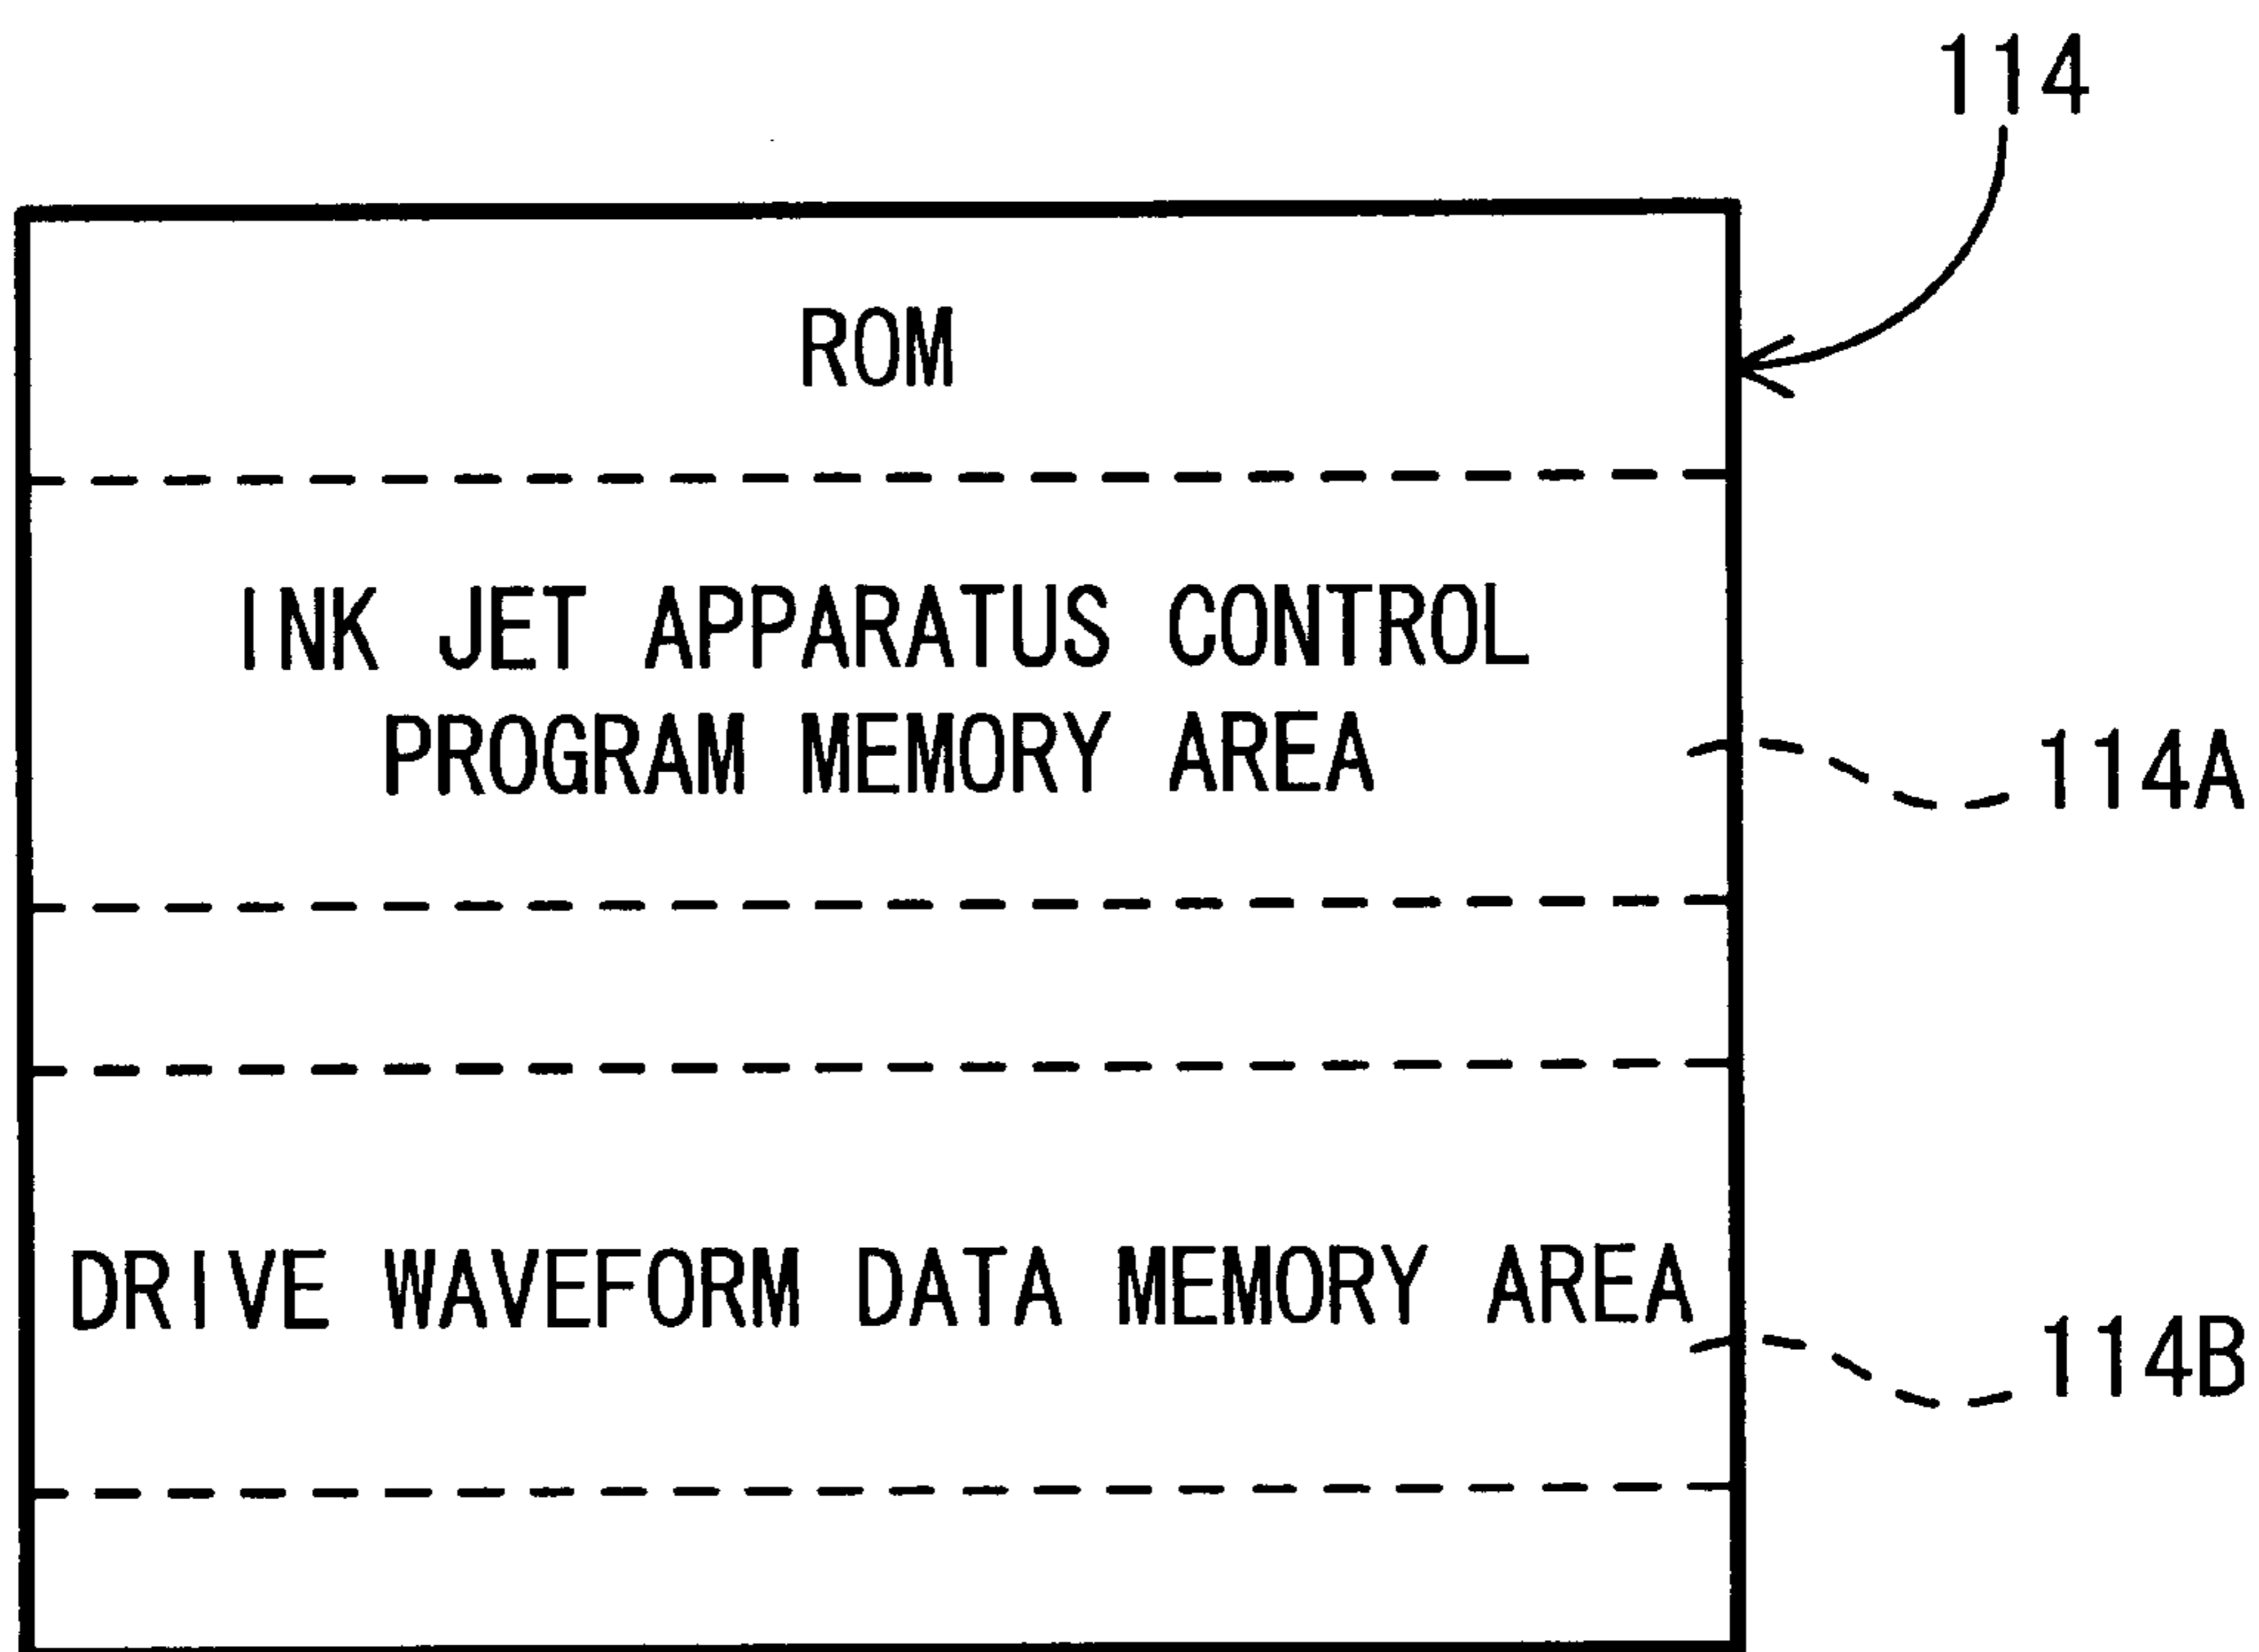 114
ROM
INK JET APPARATUS CONTROL
PROGRAM MEMORY AREA
114A
DRIVE WAVEFORM DATA MEMORY AREA
114B